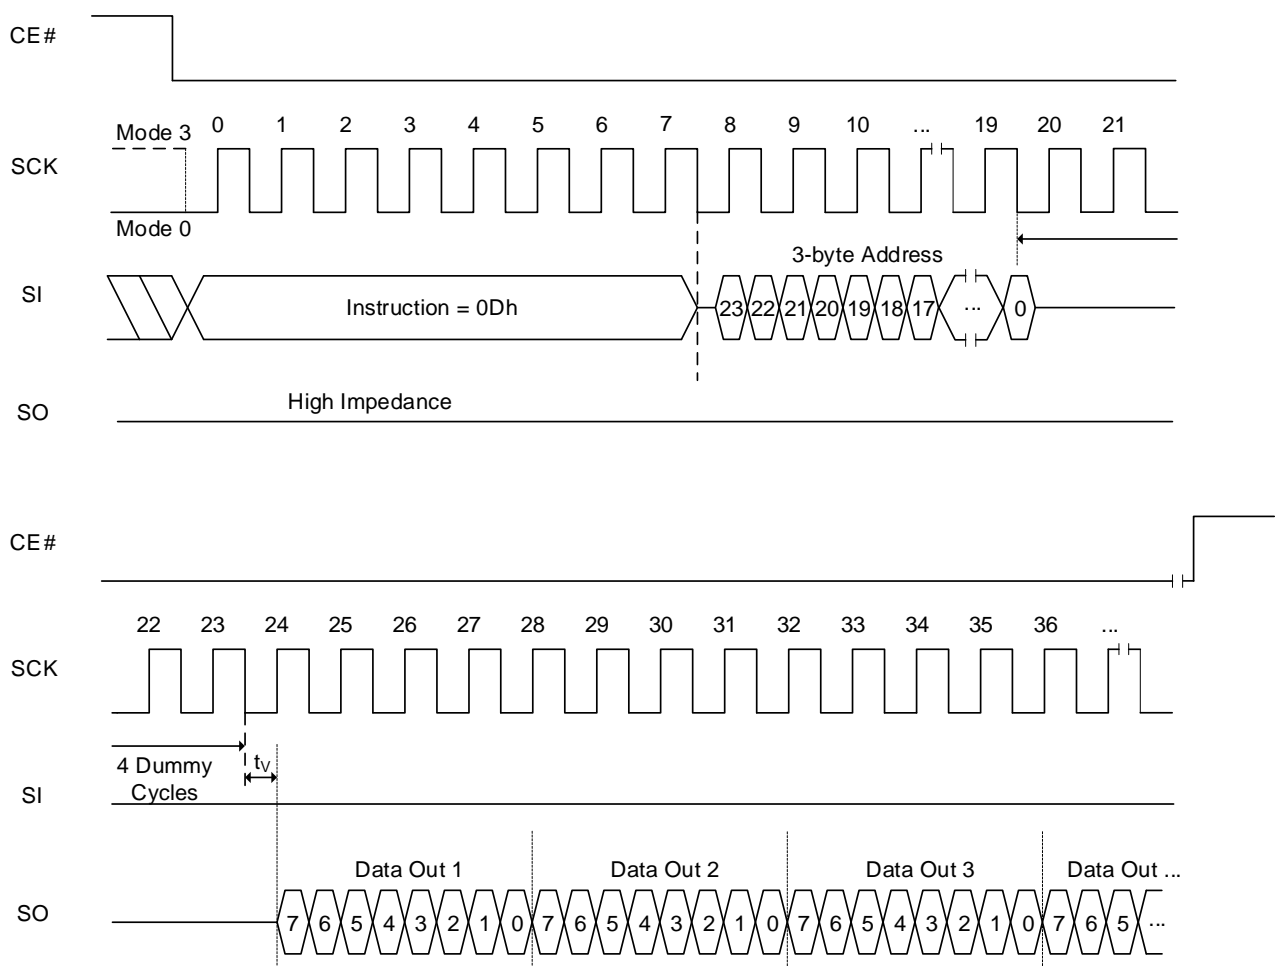 CE#
Mode 3 0 1 2 3 4 5 6 7 8 9 10 ... 19 20 21
SCK
Mode 0
3-byte Address
SI Instruction = 0Dh 23 22 21 20 19 18 17 ... 0
High Impedance
SO
CE#
22 23 24 25 26 27 28 29 30 31 32 33 34 35 36 ...
SCK
4 Dummy tV
Cycles
SI
Data Out 1 Data Out 2 Data Out 3 Data Out ...
SO 7 6 5 4 3 2 1 0 7 6 5 4 3 2 1 0 7 6 5 4 3 2 1 0 7 6 5 ...